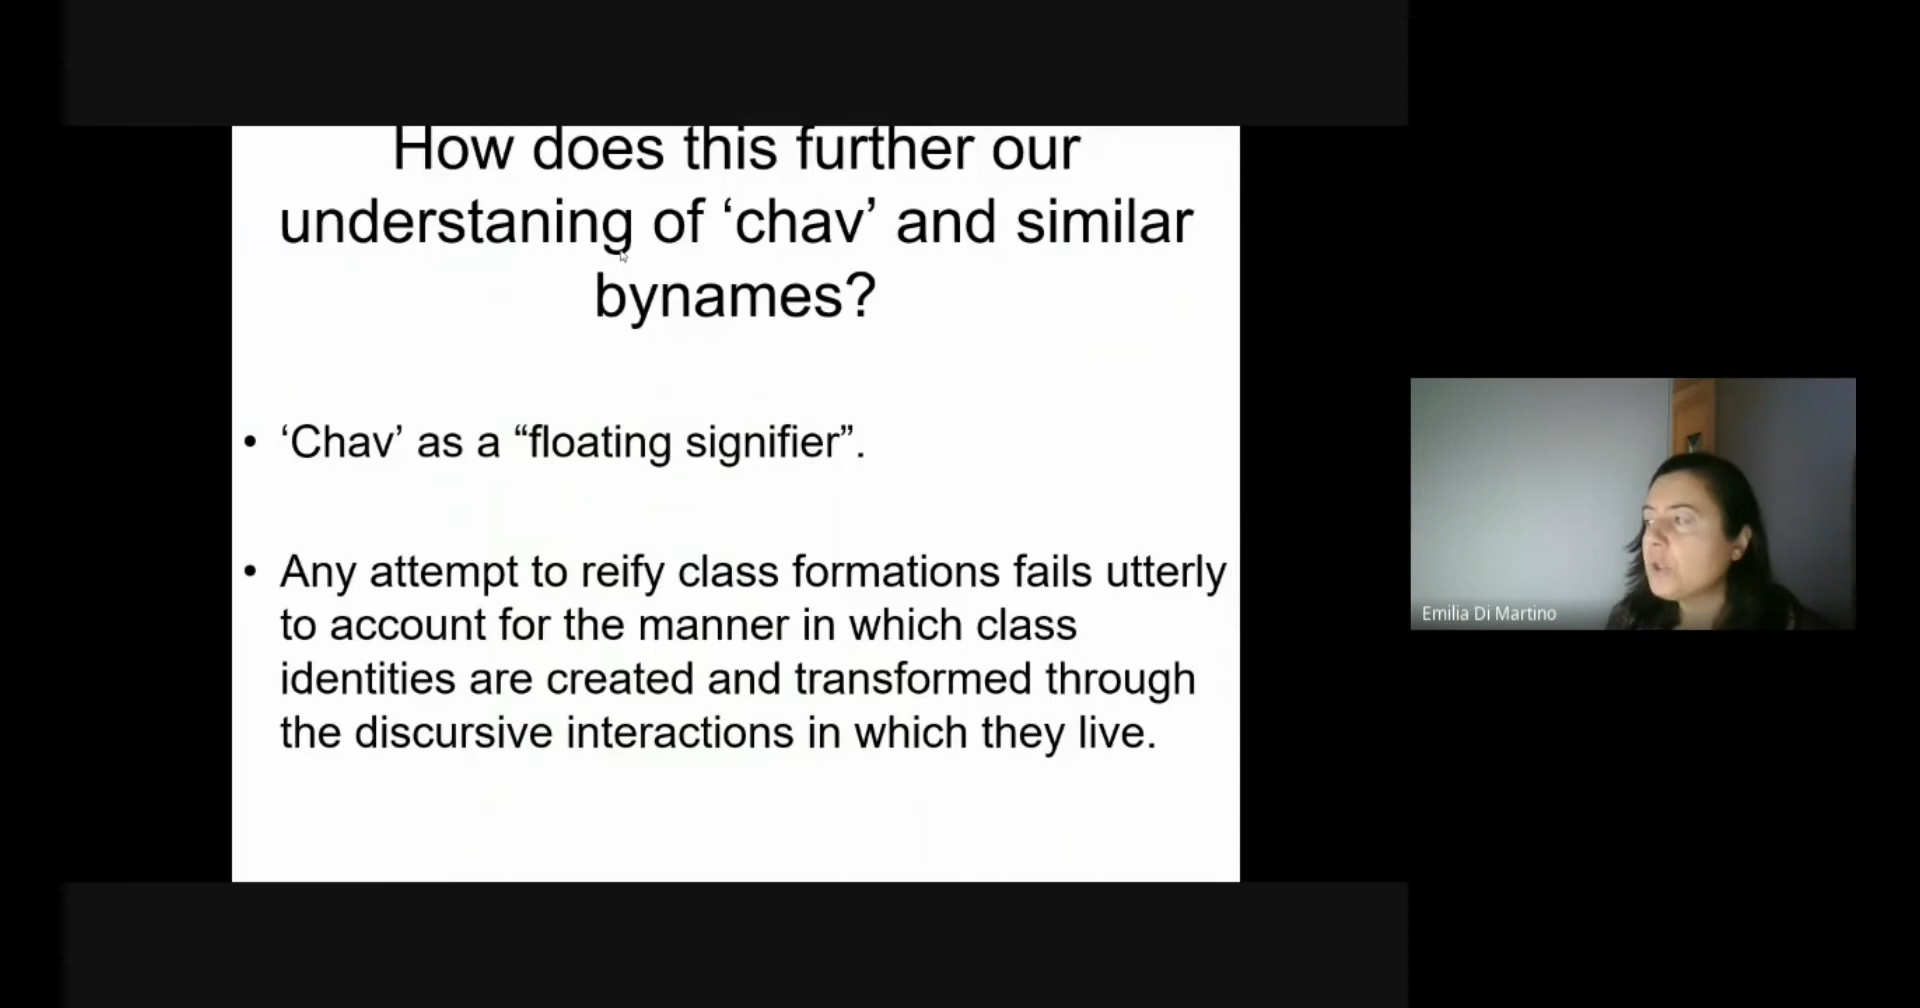 How does this further our
understaning of ‘chav’ and similar
bynames?
• ‘Chav’ as a “floating signifier”.
• Any attempt to reify class formations fails utterly
to account for the manner in which class
identities are created and transformed through
the discursive interactions in which they live.
Emilia Di Martino